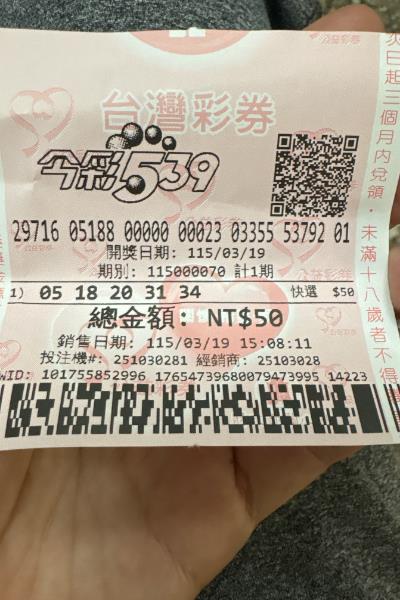 公益彩券
台灣彩券
今彩539
29716 05188 00000 00023 03355 53792 01
開獎日期: 115/03/19
期別: 115000070 計1期
1) 05 18 20 31 34 快選 $50
總金額: NT$50
銷售日期: 115/03/19 15:08:11
投注機#: 251030281 經銷商: 25103028
WID: 101755852996 17654739680079473995 14223
日起三個月內兌領．未滿十八歲者不得